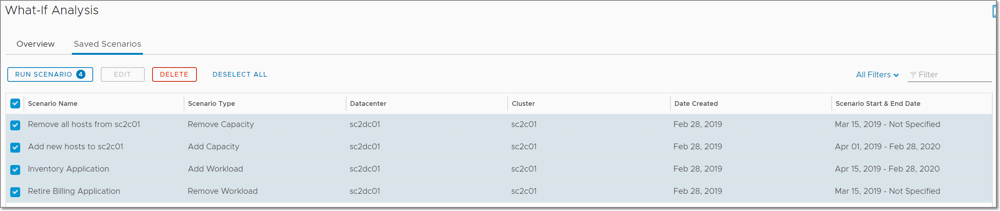 What-If Analysis
Overview Saved Scenarios
RUN SCENARIO 4 EDIT DELETE DESELECT ALL All Filters Filter
Scenario Name Scenario Type Datacenter Cluster Date Created Scenario Start & End Date
Remove all hosts from sc2c01 Remove Capacity sc2dc01 sc2c01 Feb 28, 2019 Mar 15, 2019 - Not Specified
Add new hosts to sc2c01 Add Capacity sc2dc01 sc2c01 Feb 28, 2019 Apr 01, 2019 - Feb 28, 2020
Inventory Application Add Workload sc2dc01 sc2c01 Feb 28, 2019 Apr 15, 2019 - Feb 28, 2020
Retire Billing Application Remove Workload sc2dc01 sc2c01 Feb 28, 2019 Mar 15, 2019 - Not Specified